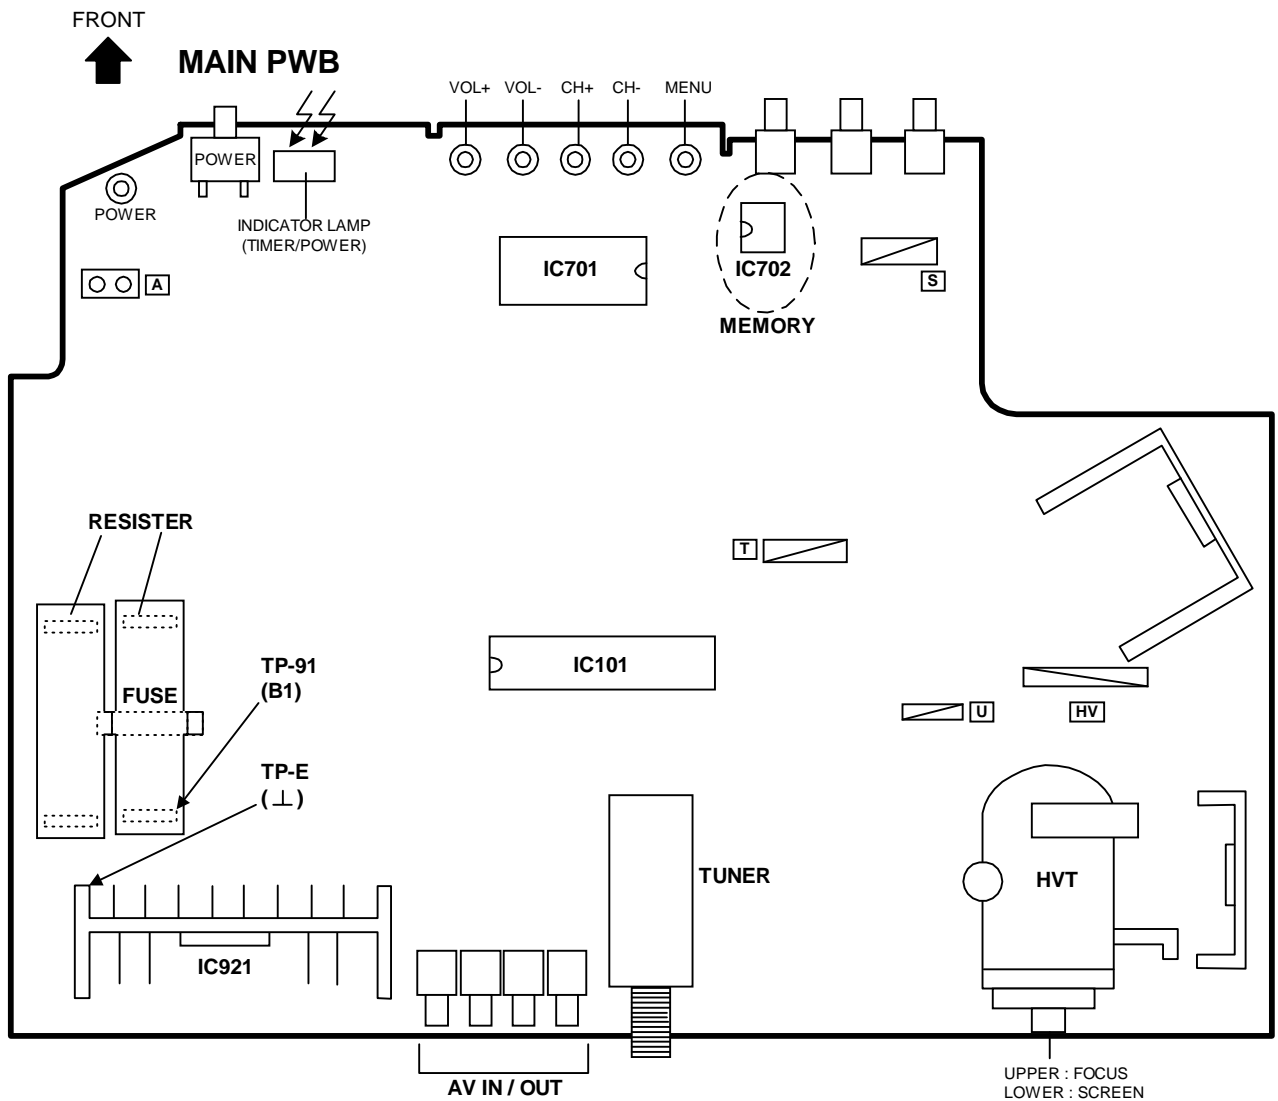 FRONT
MAIN PWB
VOL+ VOL- CH+ CH- MENU
POWER
POWER
INDICATOR LAMP
(TIMER/POWER)
A
IC701
IC702
MEMORY
S
RESISTER
T
TP-91
(B1)
FUSE
IC101
U
HV
TP-E
(⊥)
TUNER
HVT
IC921
AV IN / OUT
UPPER : FOCUS
LOWER : SCREEN